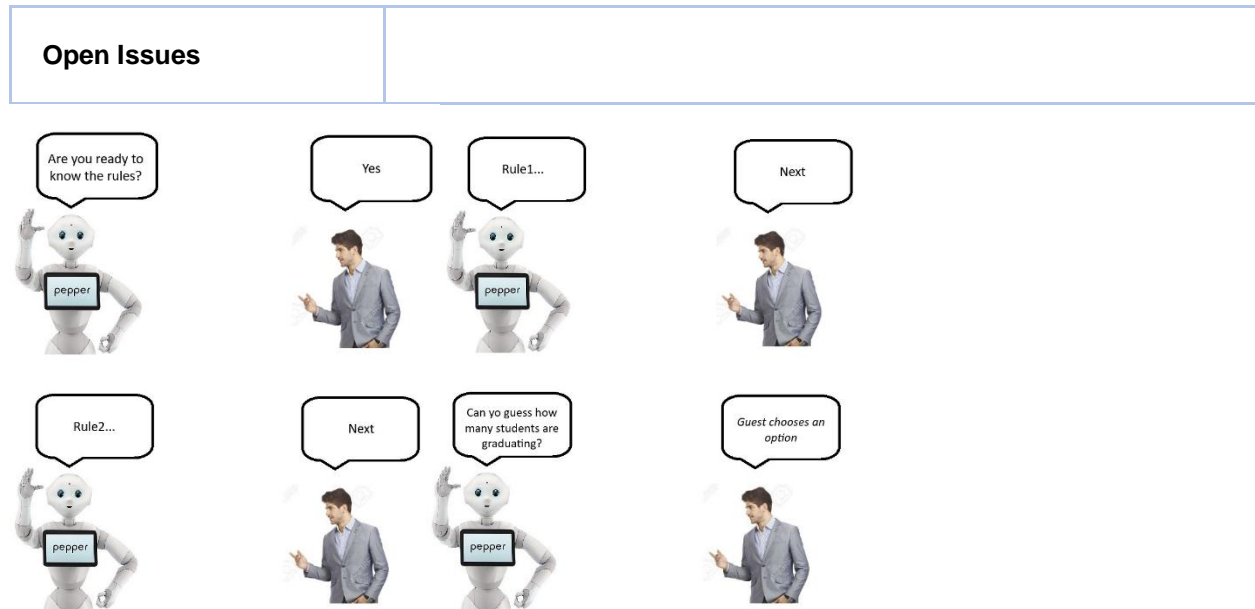 Open Issues
Are you ready to
know the rules?
Yes
Rule1...
Next
pepper
pepper
Rule2...
Next
Can yo guess how
many students are
graduating?
Guest chooses an
option
pepper
pepper